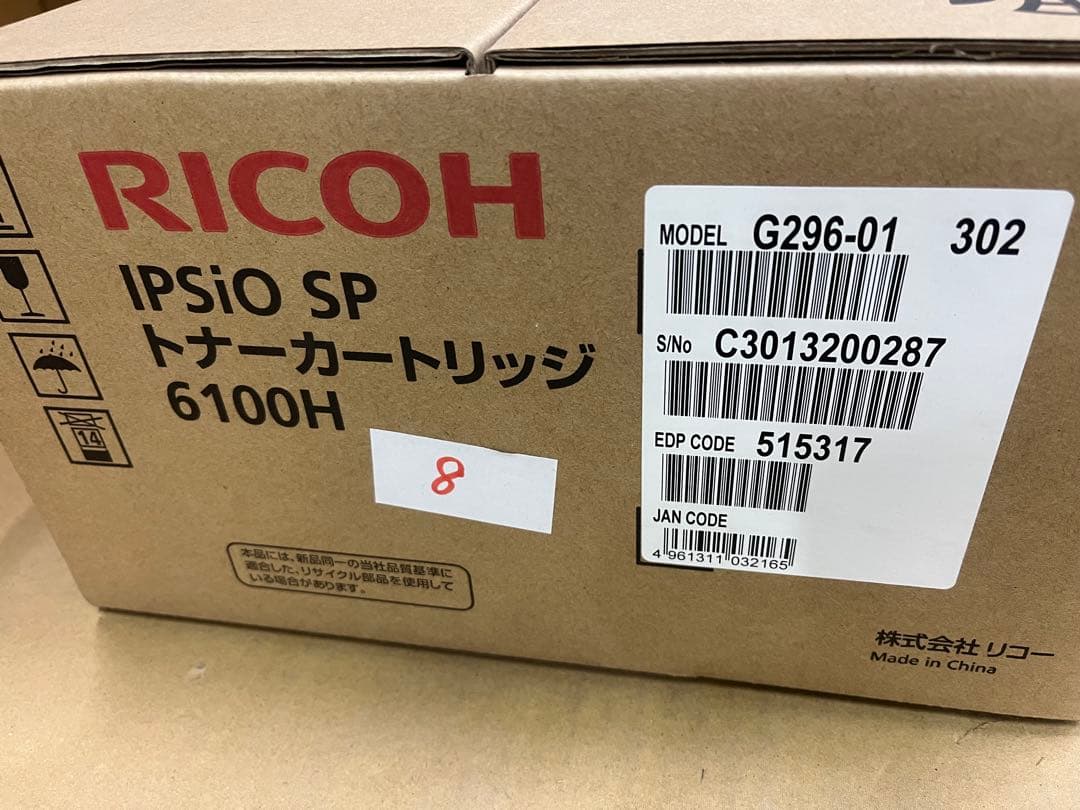 RICOH
IPSiO SP
トナーカートリッジ
6100H
8
14
本品には、新品同一の当社品質基準に
適合した、リサイクル部品を使用して
いる場合があります。
MODEL G296-01 302
S/No C3013200287
EDP CODE 515317
JAN CODE
4 961311 032165
株式会社 リコー
Made in China